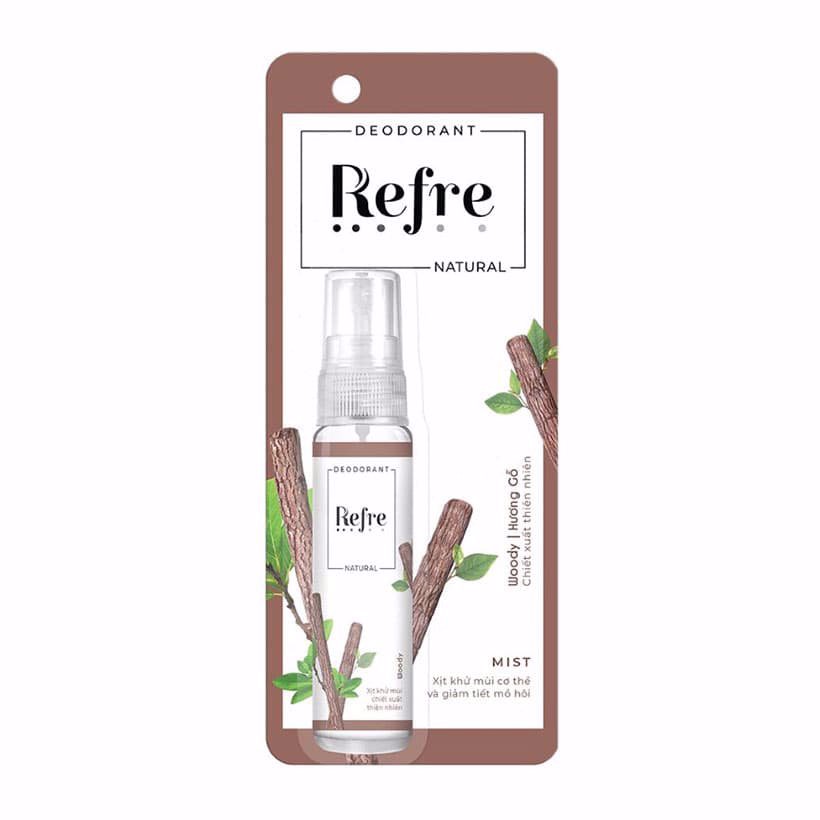 DEODORANT
Refre
NATURAL
DEODORANT
Refre
NATURAL
Woody
Xịt khử mùi
chiết xuất
thiên nhiên
Woody | Hương Gỗ
Chiết xuất thiên nhiên
MIST
Xịt khử mùi cơ thể
và giảm tiết mồ hôi